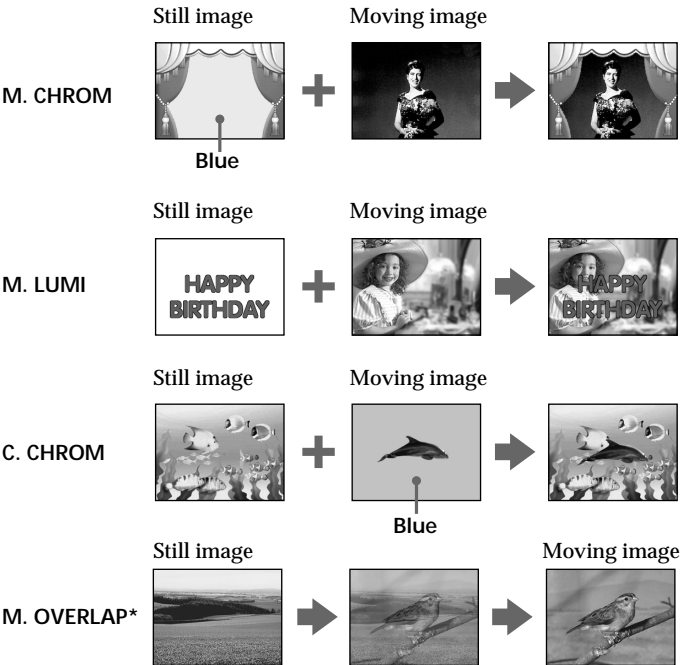 Still image Moving image
M. CHROM
Blue
Still image Moving image
M. LUMI
HAPPY
BIRTHDAY
HAPPY
BIRTHDAY
Still image Moving image
C. CHROM
Blue
Still image Moving image
M. OVERLAP*